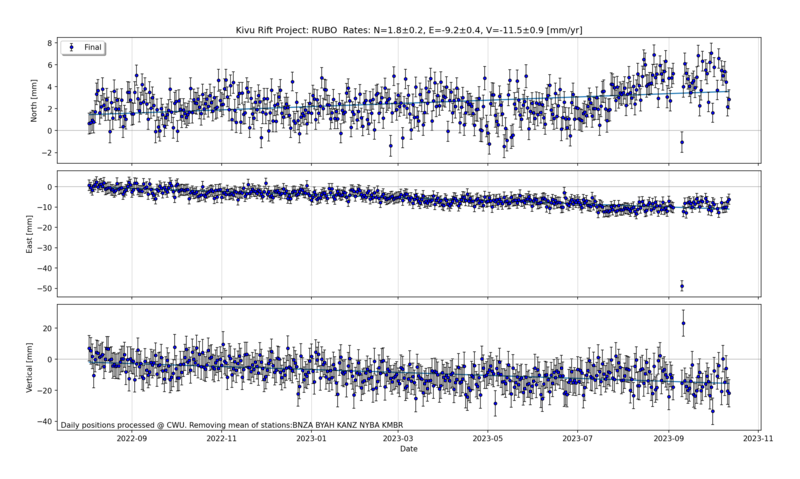 Kivu Rift Project: RUBO  Rates: N=1.8±0.2, E=-9.2±0.4, V=-11.5±0.9 [mm/yr]
Final
North [mm]
8
6
4
2
0
−2
East [mm]
0
−10
−20
−30
−40
−50
Vertical [mm]
20
0
−20
−40
Daily positions processed @ CWU. Removing mean of stations:BNZA BYAH KANZ NYBA KMBR
2022-09 2022-11 2023-01 2023-03 2023-05 2023-07 2023-09 2023-11
Date